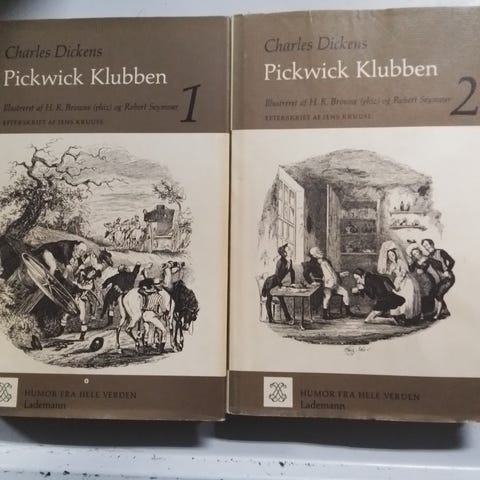 Charles Dickens
Pickwick Klubben
Illustreret af H. K. Browne (phiz) og Robert Seymour
EFTERSKRIFT AF JENS KRUUSE
1
HUMOR FRA HELE VERDEN
Lademann
Charles Dickens
Pickwick Klubben
Illustreret af H. K. Browne (phiz) og Robert Seymour
EFTERSKRIFT AF JENS KRUUSE
2
HUMOR FRA HELE VERDEN
Lademann